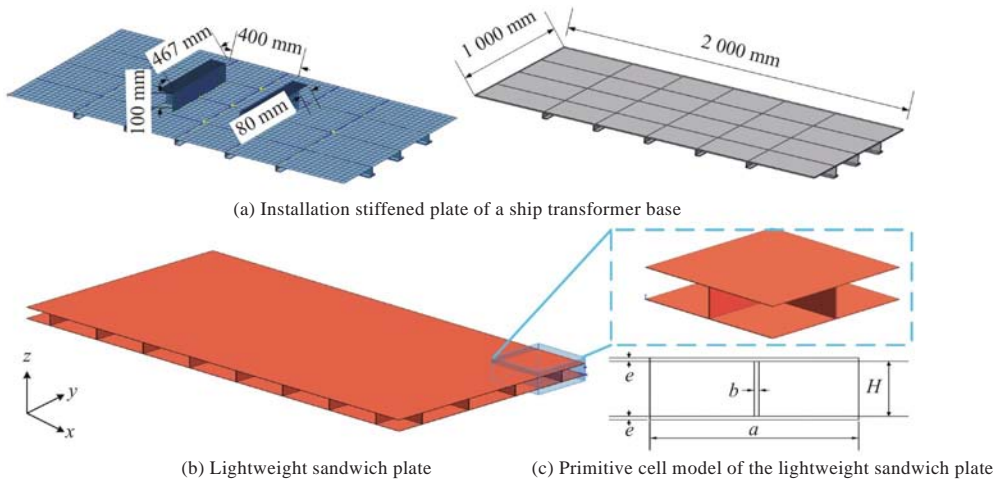 467 mm
400 mm
100 mm
80 mm
1 000 mm
2 000 mm
(a) Installation stiffened plate of a ship transformer base
z
y
x
e
b
H
e
a
(b) Lightweight sandwich plate
(c) Primitive cell model of the lightweight sandwich plate